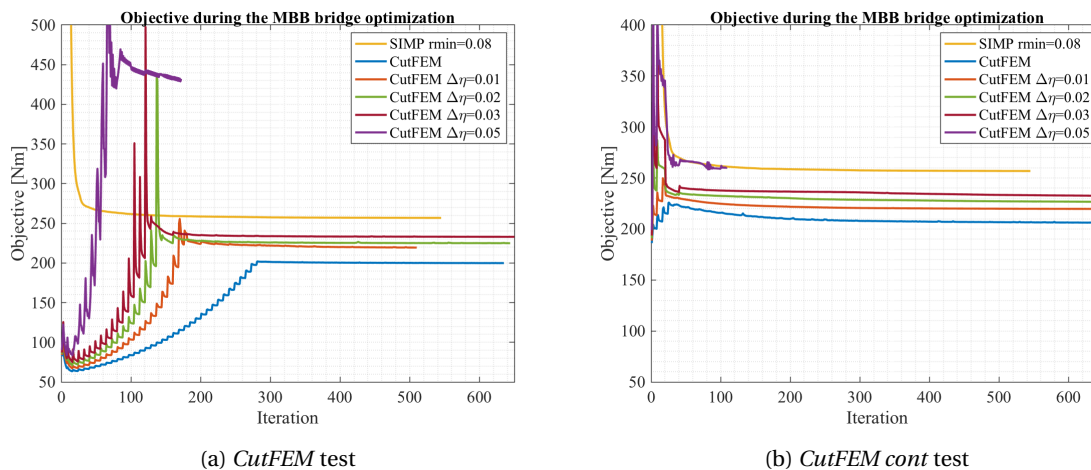 Objective during the MBB bridge optimization
500
450
400
350
300
250
200
150
100
50
Objective [Nm]
0
100
200
300
400
500
600
Iteration
SIMP rmin=0.08
CutFEM
CutFEM Δη=0.01
CutFEM Δη=0.02
CutFEM Δη=0.03
CutFEM Δη=0.05
(a) CutFEM test
Objective during the MBB bridge optimization
400
350
300
250
200
150
100
50
Objective [Nm]
0
100
200
300
400
500
600
Iteration
SIMP rmin=0.08
CutFEM
CutFEM Δη=0.01
CutFEM Δη=0.02
CutFEM Δη=0.03
CutFEM Δη=0.05
(b) CutFEM cont test